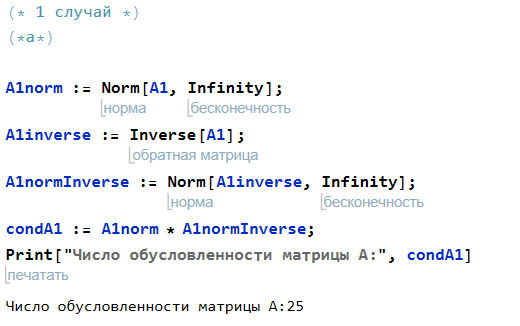 (* 1 случай *)
(*a*)
A1norm := Norm[A1, Infinity];
норма бесконечность
A1inverse := Inverse[A1];
обратная матрица
A1normInverse := Norm[A1inverse, Infinity];
норма бесконечность
condA1 := A1norm * A1normInverse;
Print["Число обусловленности матрицы A:", condA1]
печатать
Число обусловленности матрицы A:25